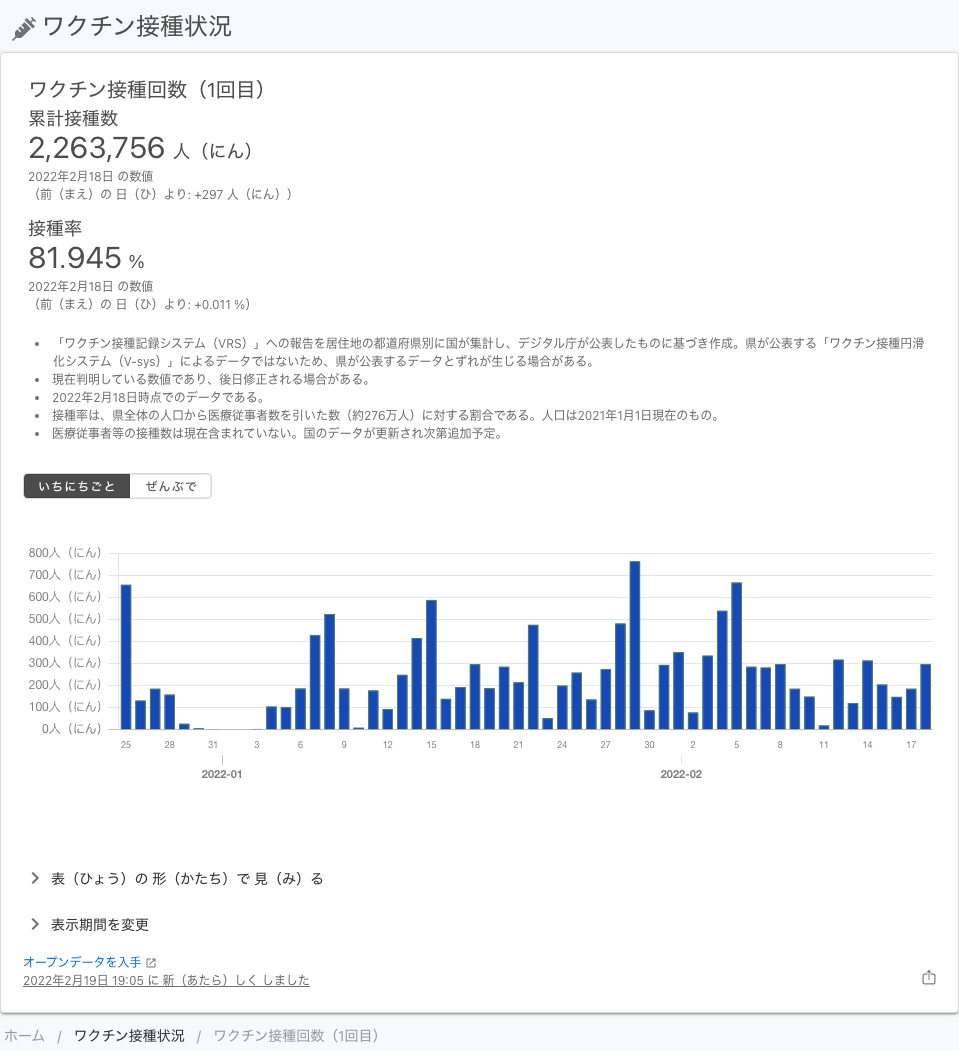 ワクチン接種状況
ワクチン接種回数（1回目）
累計接種数
2,263,756 人（にん）
2022年2月18日 の数値
（前（まえ）の 日（ひ）より: +297 人（にん））
接種率
81.945 %
2022年2月18日 の数値
（前（まえ）の 日（ひ）より: +0.011 %）
• 「ワクチン接種記録システム（VRS）」への報告を居住地の都道府県別に国が集計し、デジタル庁が公表したものに基づき作成。県が公表する「ワクチン接種円滑
化システム（V-sys）」によるデータではないため、県が公表するデータとずれが生じる場合がある。
• 現在判明している数値であり、後日修正される場合がある。
• 2022年2月18日時点でのデータである。
• 接種率は、県全体の人口から医療従事者数を引いた数（約276万人）に対する割合である。人口は2021年1月1日現在のもの。
• 医療従事者等の接種数は現在含まれていない。国のデータが更新され次第追加予定。
いちにちごと ぜんぶで
800人（にん）
700人（にん）
600人（にん）
500人（にん）
400人（にん）
300人（にん）
200人（にん）
100人（にん）
0人（にん）
25 28 31 3 6 9 12 15 18 21 24 27 30 2 5 8 11 14 17
2022-01 2022-02
表（ひょう）の 形（かたち）で 見（み）る
表示期間を変更
オープンデータを入手
2022年2月19日 19:05 に 新（あたら）しく しました
ホーム / ワクチン接種状況 / ワクチン接種回数（1回目）